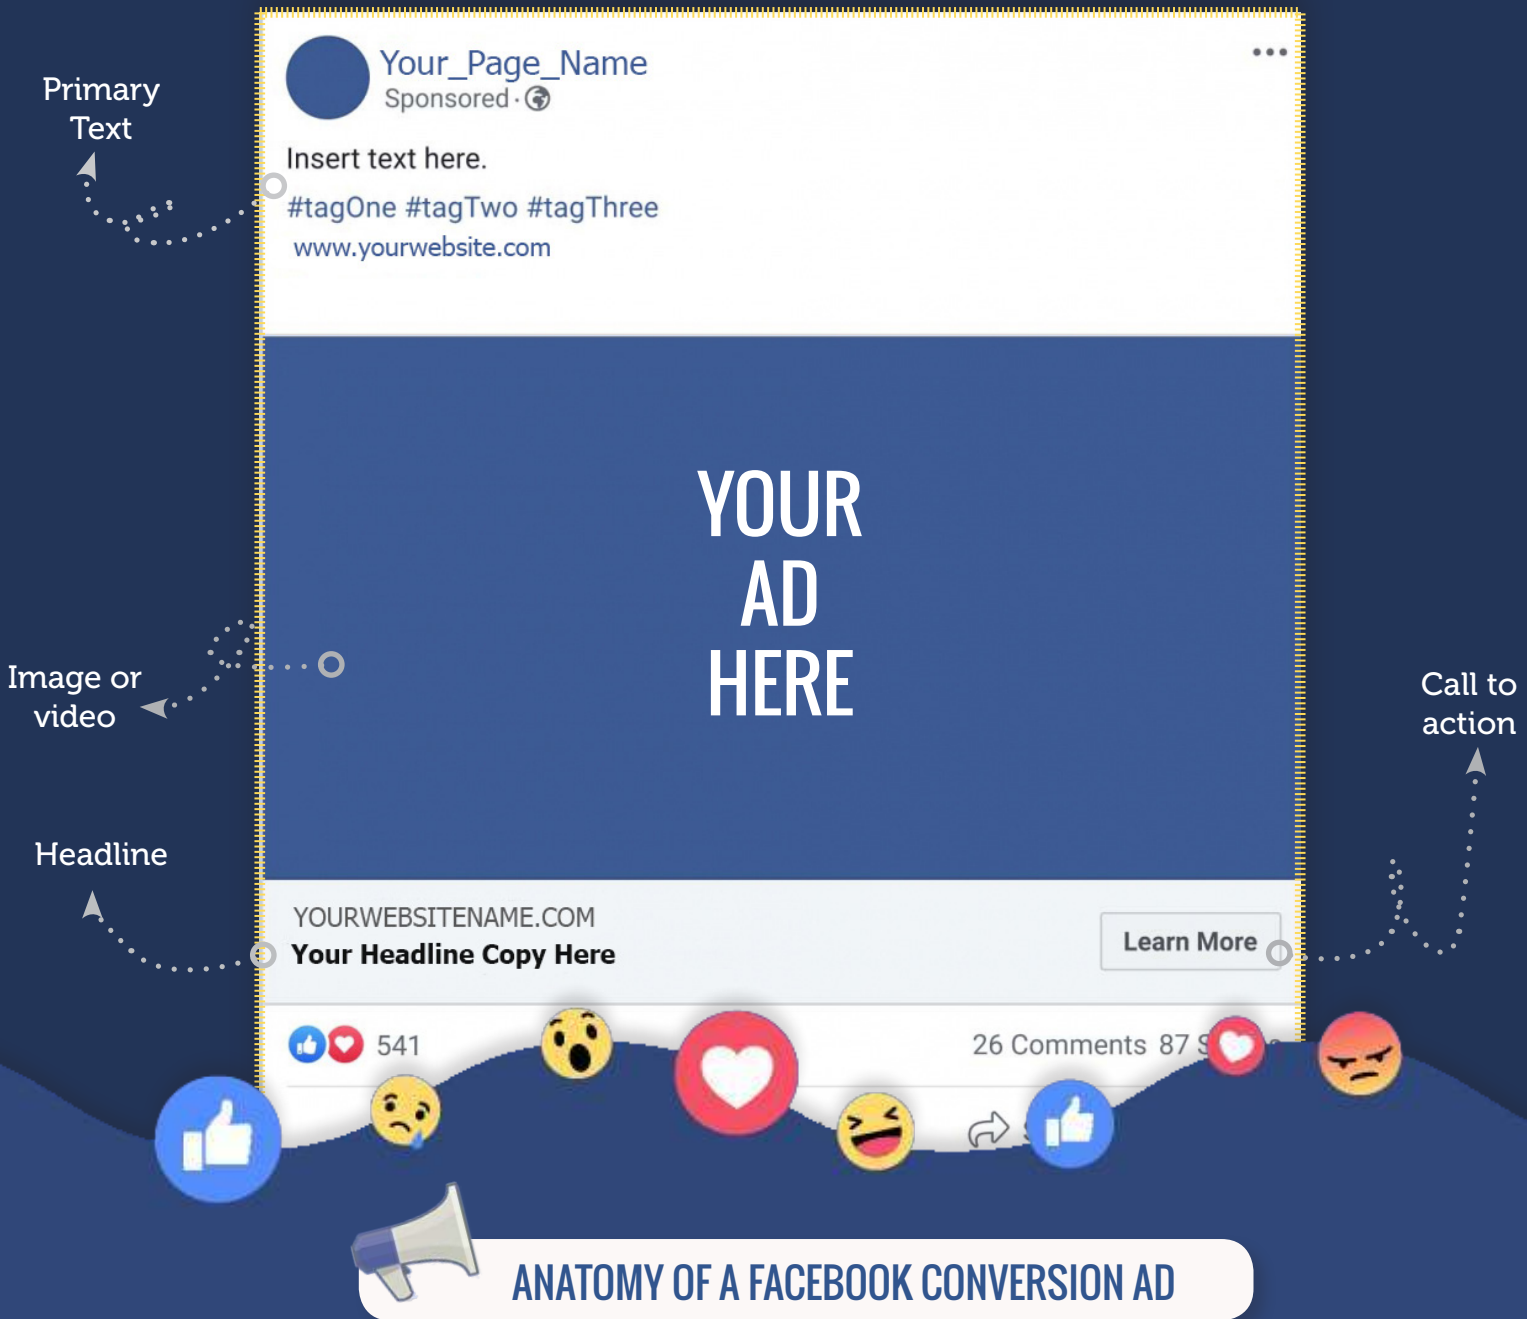 Your_Page_Name
Sponsored ·
Primary
Text
Insert text here.
#tagOne #tagTwo #tagThree
www.yourwebsite.com
YOUR
AD
HERE
Image or
video
Call to
action
Headline
YOURWEBSITENAME.COM
Your Headline Copy Here
Learn More
541
26 Comments 87
ANATOMY OF A FACEBOOK CONVERSION AD